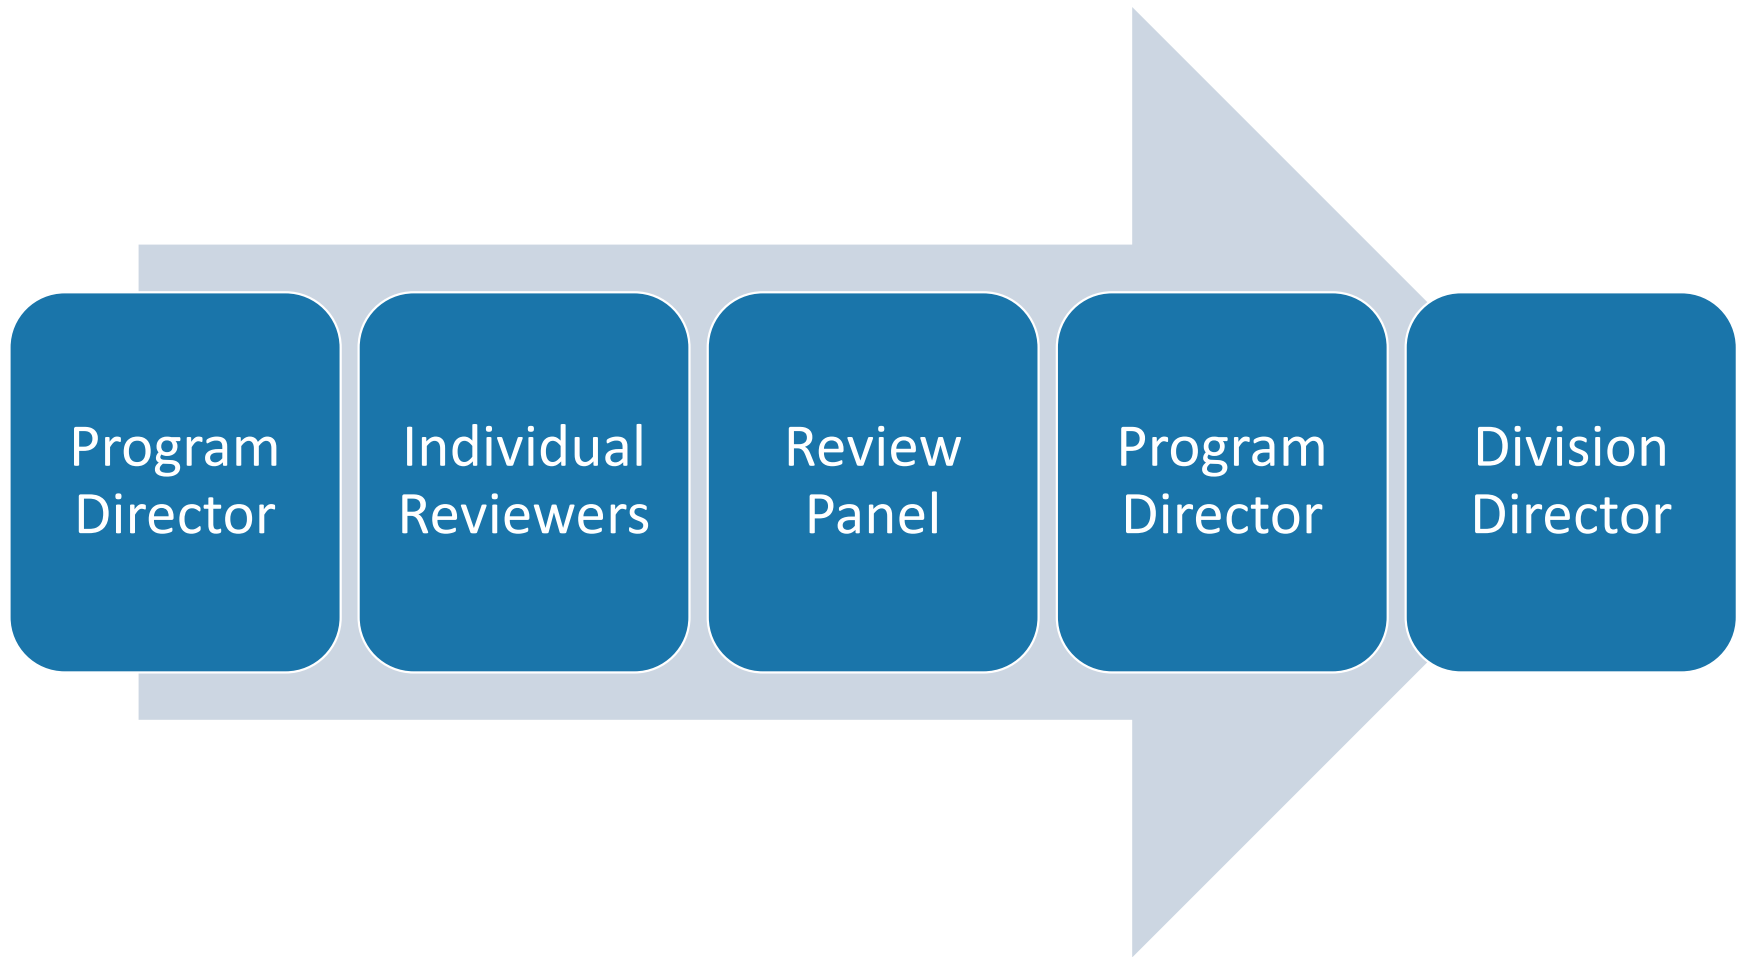 Program
Director
Individual
Reviewers
Review
Panel
Program
Director
Division
Director